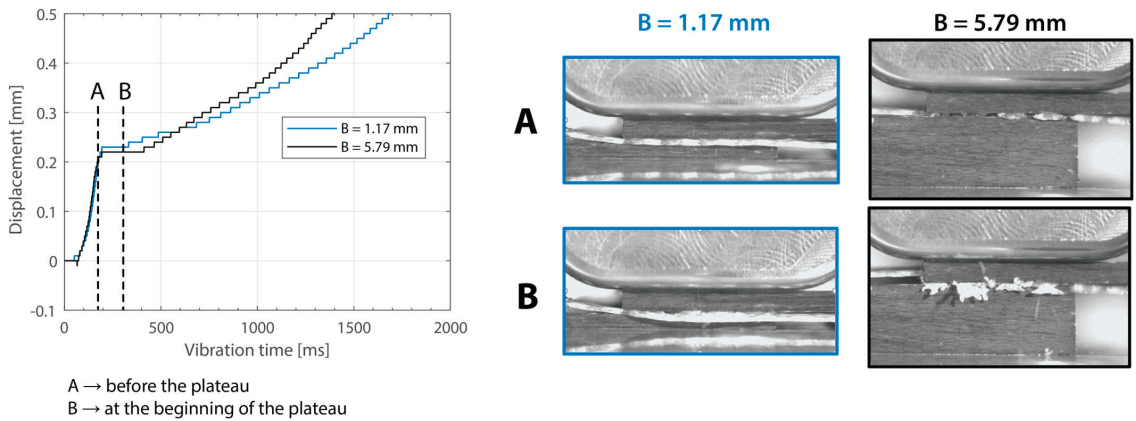 0.5
0.4
0.3
0.2
0.1
0
-0.1
Displacement [mm]
A B
B = 1.17 mm
B = 5.79 mm
0 500 1000 1500 2000
Vibration time [ms]
A → before the plateau
B → at the beginning of the plateau
B = 1.17 mm B = 5.79 mm
A
B